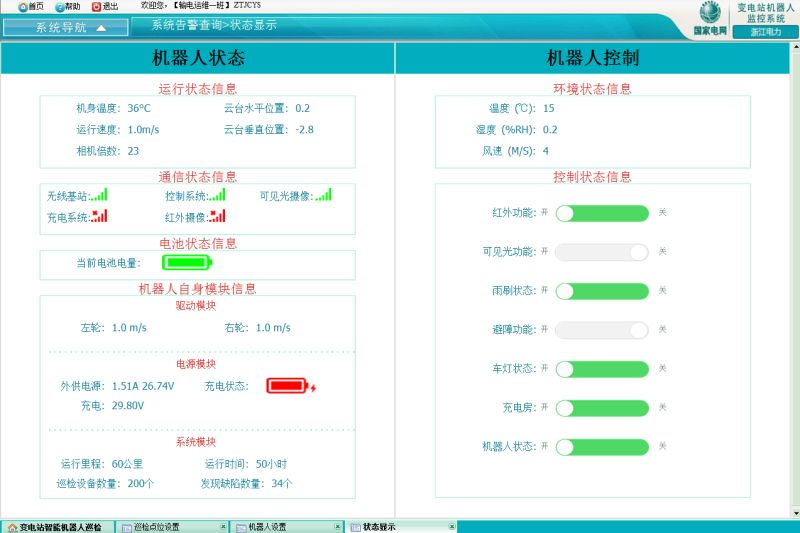 首页 帮助 退出 欢迎您，【输电运维一班】ZTJCYS
系统导航 系统告警查询>状态显示
国家电网
变电站机器人
监控系统
浙江电力
机器人状态
运行状态信息
机身温度：36°C 云台水平位置：0.2
运行速度：1.0m/s 云台垂直位置：-2.8
相机倍数：23
通信状态信息
无线基站: 控制系统: 可见光摄像:
充电系统: 红外摄像:
电池状态信息
当前电池电量：
机器人自身模块信息
驱动模块
左轮：1.0 m/s 右轮：1.0 m/s
电源模块
外供电源：1.51A 26.74V 充电状态：
充电：29.80V
系统模块
运行里程：60公里 运行时间：50小时
巡检设备数量：200个 发现缺陷数量：34个
机器人控制
环境状态信息
温度（℃）：15
湿度（%RH）：0.2
风速（M/S）：4
控制状态信息
红外功能：开 关
可见光功能：开 关
雨刷状态：开 关
避障功能：开 关
车灯状态：开 关
充电房：开 关
机器人状态：开 关
变电站智能机器人巡检 巡检点位设置 机器人设置 状态显示